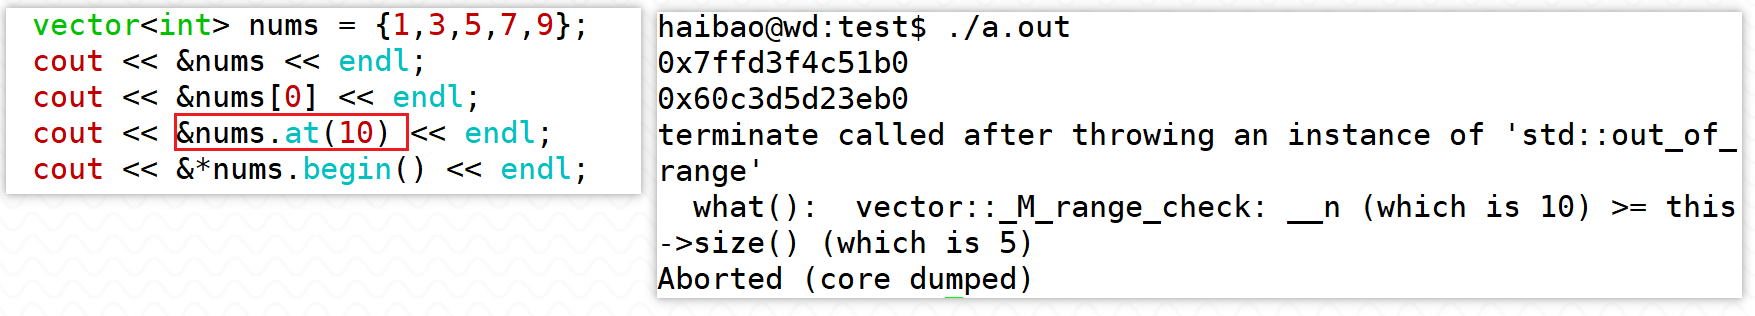 vector<int> nums = {1,3,5,7,9};
cout << &nums << endl;
cout << &nums[0] << endl;
cout << &nums.at(10) << endl;
cout << &*nums.begin() << endl;
haibao@wd:test$ ./a.out
0x7ffd3f4c51b0
0x60c3d5d23eb0
terminate called after throwing an instance of 'std::out_of_
range'
  what():  vector::_M_range_check: __n (which is 10) >= this
->size() (which is 5)
Aborted (core dumped)